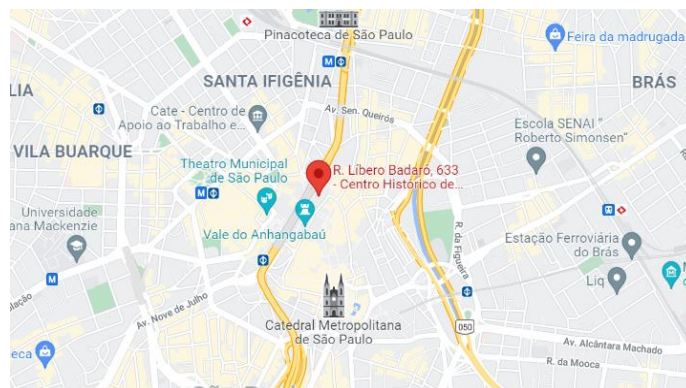 Pinacoteca de São Paulo
Feira da madrugada
M
SANTA IFIGÊNIA
BRÁS
LIA
Cate - Centro de
Apoio ao Trabalho e...
Av. Sen. Queirós
Escola SENAI "
Roberto Simonsen"
VILA BUARQUE
Theatro Municipal
de São Paulo
R. Líbero Badaró, 633
- Centro Histórico de...
M
Universidade
ana Mackenzie
Vale do Anhangabaú
R. da Figueira
Estação Ferroviária
do Brás
M
Liq
olação
Av. Nove de Julho
Catedral Metropolitana
de São Paulo
050
Av. Alcântara Machado
R. da Mooca
eca